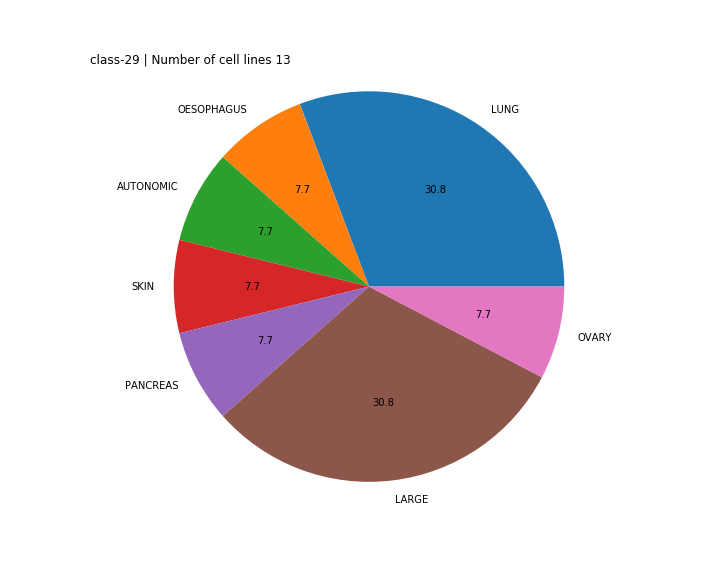 class-29 | Number of cell lines 13
OESOPHAGUS
LUNG
7.7
30.8
AUTONOMIC
7.7
SKIN
7.7
7.7
OVARY
7.7
PANCREAS
30.8
LARGE